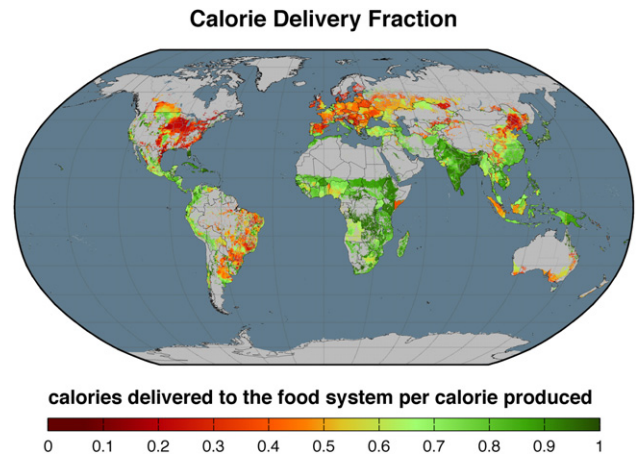 Calorie Delivery Fraction
calories delivered to the food system per calorie produced
0 0.1 0.2 0.3 0.4 0.5 0.6 0.7 0.8 0.9 1